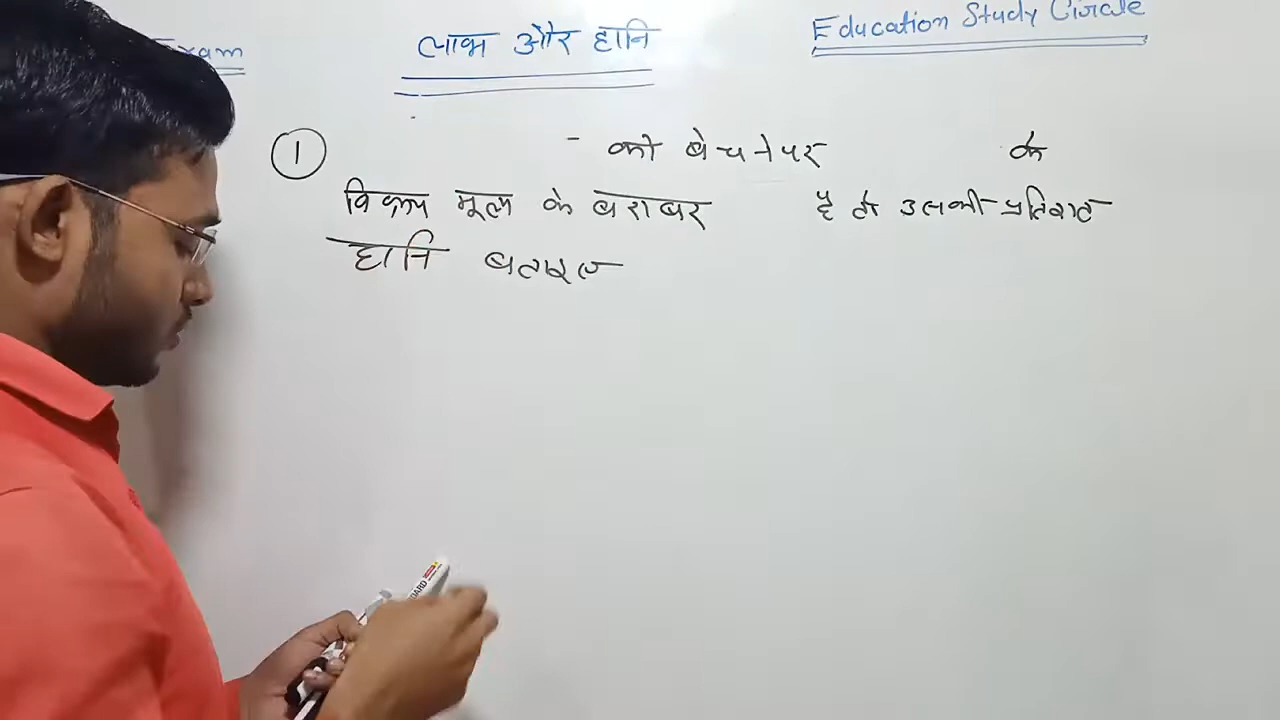 लाभ और हानि
Education Study Circle
1
को बेचने पर के
विक्रय मूल्य के बराबर है तो उसकी प्रतिशत
हानि बताइए